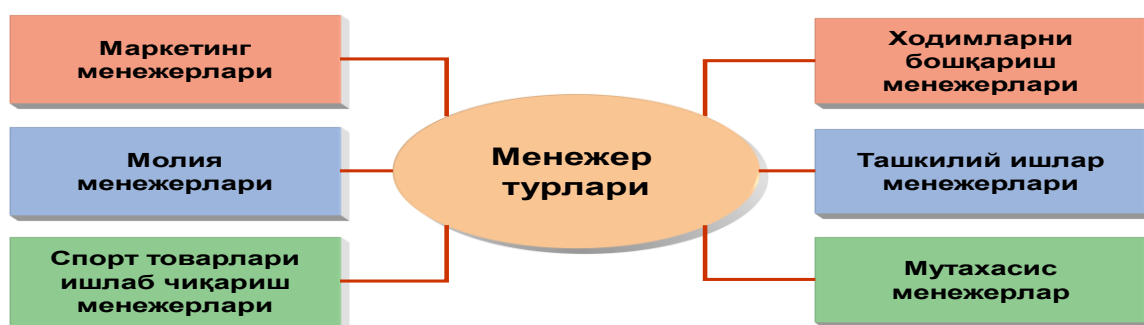 Маркетинг
менежерлари
Молия
менежерлари
Спорт товарлари
ишлаб чиқариш
менежерлари
Менежер
турлари
Ходимларни
бошқариш
менежерлари
Ташкилий ишлар
менежерлари
Мутахасис
менежерлар